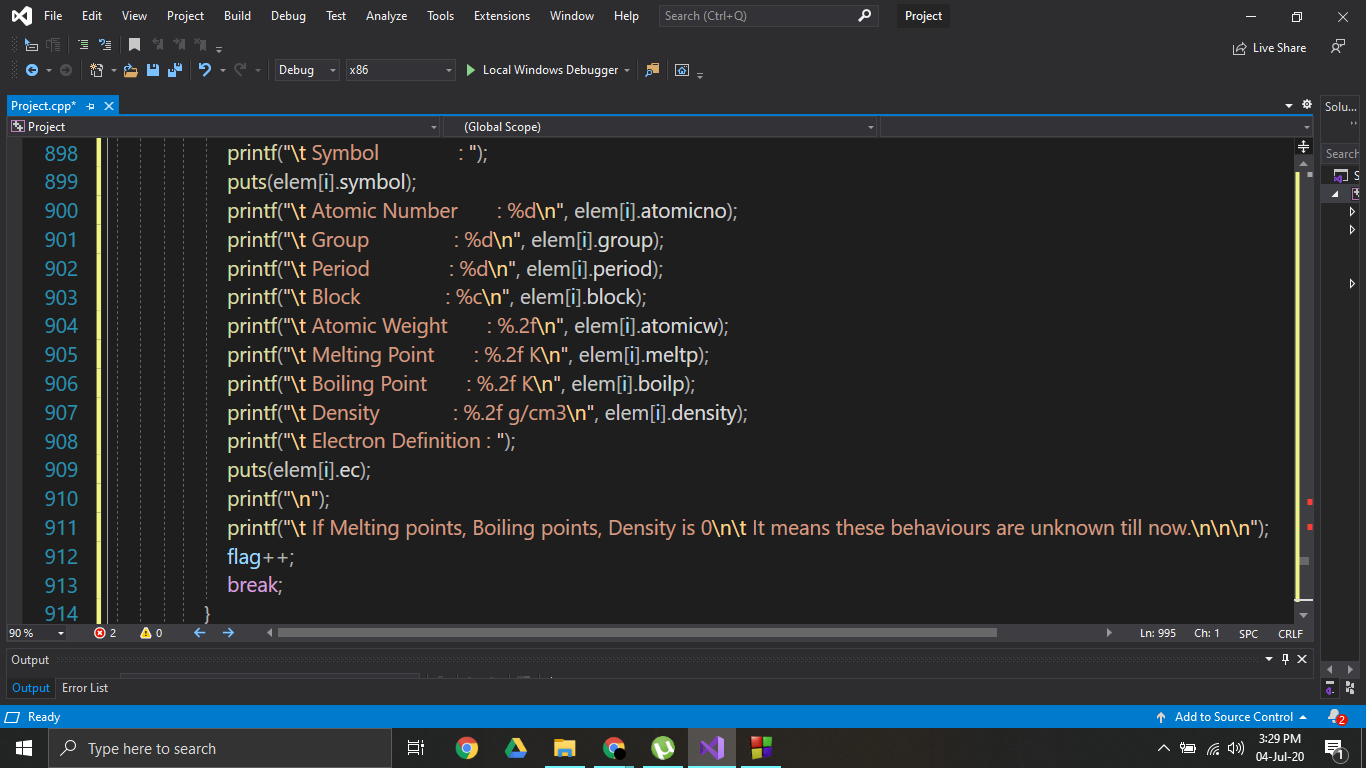 File Edit View Project Build Debug Test Analyze Tools Extensions Window Help Search (Ctrl+Q) Project
Live Share
Debug x86 Local Windows Debugger
Project.cpp* Solu...
Project (Global Scope)
Search
898 printf("\t Symbol : ");
899 puts(elem[i].symbol);
900 printf("\t Atomic Number : %d\n", elem[i].atomicno);
901 printf("\t Group : %d\n", elem[i].group);
902 printf("\t Period : %d\n", elem[i].period);
903 printf("\t Block : %c\n", elem[i].block);
904 printf("\t Atomic Weight : %.2f\n", elem[i].atomicw);
905 printf("\t Melting Point : %.2f K\n", elem[i].meltp);
906 printf("\t Boiling Point : %.2f K\n", elem[i].boilp);
907 printf("\t Density : %.2f g/cm3\n", elem[i].density);
908 printf("\t Electron Definition : ");
909 puts(elem[i].ec);
910 printf("\n");
911 printf("\t If Melting points, Boiling points, Density is 0\n\t It means these behaviours are unknown till now.\n\n\n");
912 flag++;
913 break;
914 }
90 % 2 0 Ln: 995 Ch: 1 SPC CRLF
Output
Output Error List
Ready Add to Source Control 2
Type here to search 3:29 PM
04-Jul-20 1